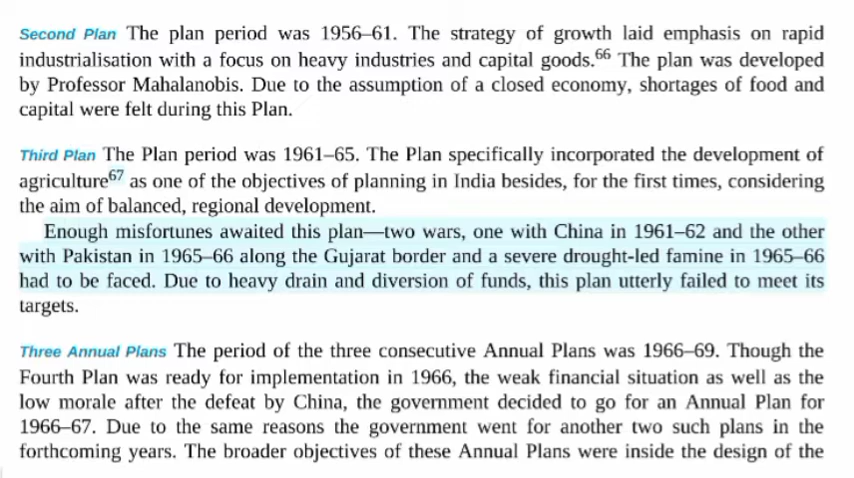 Second Plan The plan period was 1956–61. The strategy of growth laid emphasis on rapid
industrialisation with a focus on heavy industries and capital goods.66 The plan was developed
by Professor Mahalanobis. Due to the assumption of a closed economy, shortages of food and
capital were felt during this Plan.
Third Plan The Plan period was 1961–65. The Plan specifically incorporated the development of
agriculture67 as one of the objectives of planning in India besides, for the first times, considering
the aim of balanced, regional development.
Enough misfortunes awaited this plan—two wars, one with China in 1961–62 and the other
with Pakistan in 1965–66 along the Gujarat border and a severe drought-led famine in 1965–66
had to be faced. Due to heavy drain and diversion of funds, this plan utterly failed to meet its
targets.
Three Annual Plans The period of the three consecutive Annual Plans was 1966–69. Though the
Fourth Plan was ready for implementation in 1966, the weak financial situation as well as the
low morale after the defeat by China, the government decided to go for an Annual Plan for
1966–67. Due to the same reasons the government went for another two such plans in the
forthcoming years. The broader objectives of these Annual Plans were inside the design of the